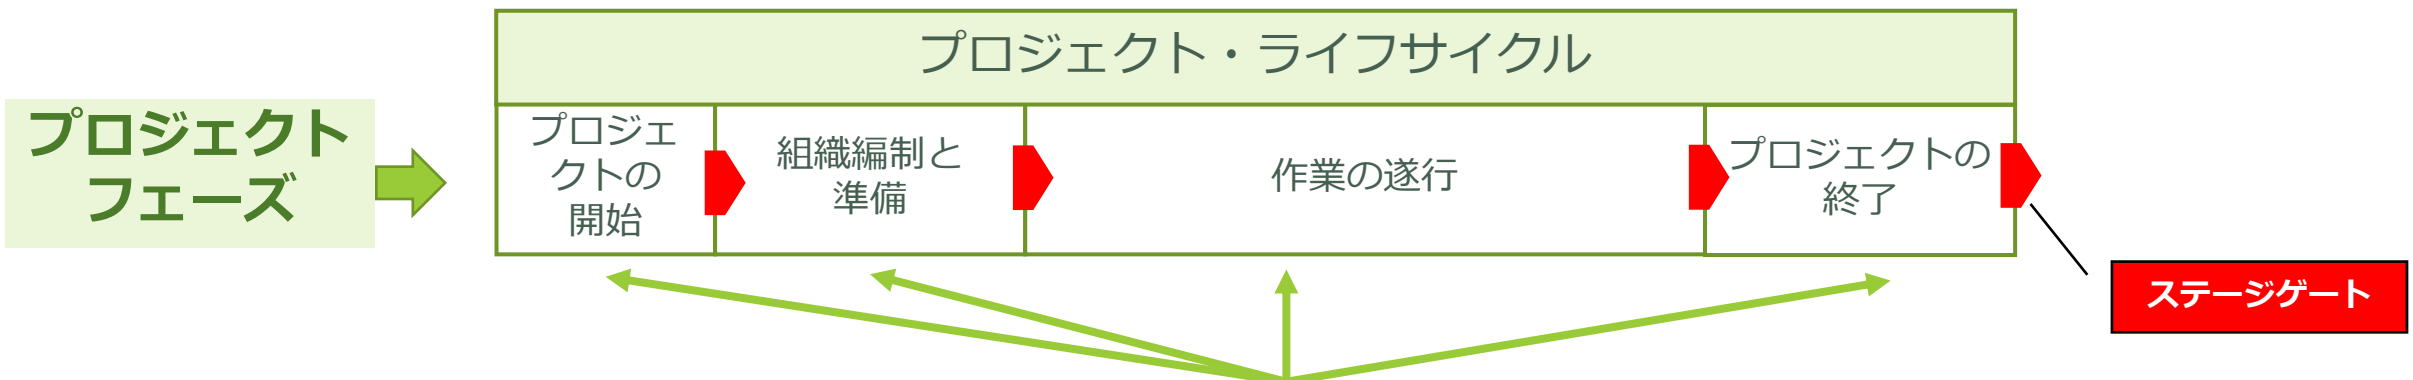 プロジェクト・ライフサイクル
プロジェクト
フェーズ
プロジェ
クトの
開始
組織編制と
準備
作業の遂行
プロジェクトの
終了
ステージゲート